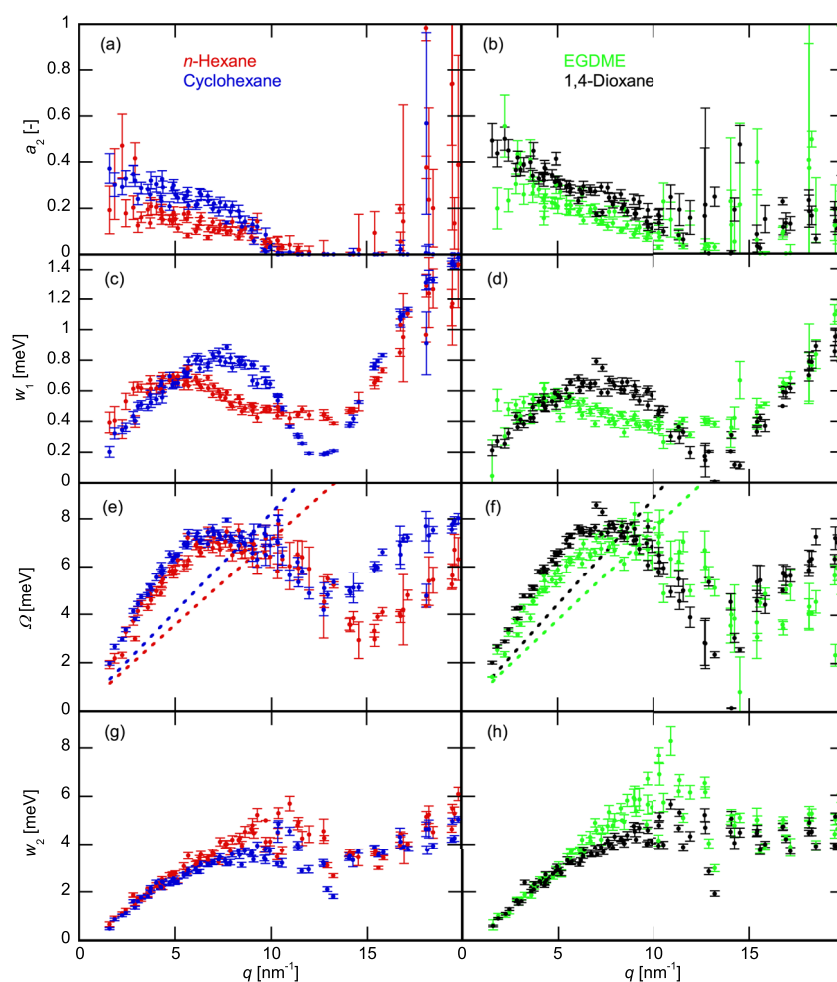 (a)
n-Hexane
Cyclohexane
(b)
EGDME
1,4-Dioxane
1
0.8
0.6
0.4
0.2
0
a2 [-]
(c)
(d)
1.4
1.2
1
0.8
0.6
0.4
0.2
0
w1 [meV]
(e)
(f)
8
6
4
2
0
Ω [meV]
(g)
(h)
8
6
4
2
0
w2 [meV]
0 5 10 15 0 5 10 15
q [nm-1] q [nm-1]